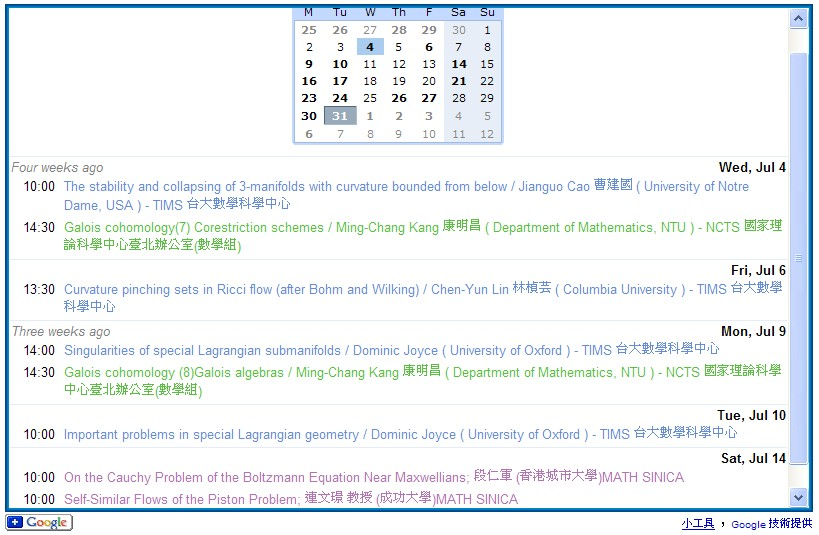 M Tu W Th F Sa Su
25 26 27 28 29 30 1
2 3 4 5 6 7 8
9 10 11 12 13 14 15
16 17 18 19 20 21 22
23 24 25 26 27 28 29
30 31 1 2 3 4 5
6 7 8 9 10 11 12
Four weeks ago Wed, Jul 4
10:00 The stability and collapsing of 3-manifolds with curvature bounded from below / Jianguo Cao 曹建國 ( University of Notre
Dame, USA ) - TIMS 台大數學科學中心
14:30 Galois cohomology(7) Corestriction schemes / Ming-Chang Kang 康明昌 ( Department of Mathematics, NTU ) - NCTS 國家理
論科學中心臺北辦公室(數學組)
Fri, Jul 6
13:30 Curvature pinching sets in Ricci flow (after Bohm and Wilking) / Chen-Yun Lin 林楨芸 ( Columbia University ) - TIMS 台大數學
科學中心
Three weeks ago Mon, Jul 9
14:00 Singularities of special Lagrangian submanifolds / Dominic Joyce ( University of Oxford ) - TIMS 台大數學科學中心
14:30 Galois cohomology (8)Galois algebras / Ming-Chang Kang 康明昌 ( Department of Mathematics, NTU ) - NCTS 國家理論科學
中心臺北辦公室(數學組)
Tue, Jul 10
10:00 Important problems in special Lagrangian geometry / Dominic Joyce ( University of Oxford ) - TIMS 台大數學科學中心
Sat, Jul 14
10:00 On the Cauchy Problem of the Boltzmann Equation Near Maxwellians; 段仁軍 (香港城市大學)MATH SINICA
10:00 Self-Similar Flows of the Piston Problem; 連文璟 教授 (成功大學)MATH SINICA
+ Google 小工具 , Google 技術提供